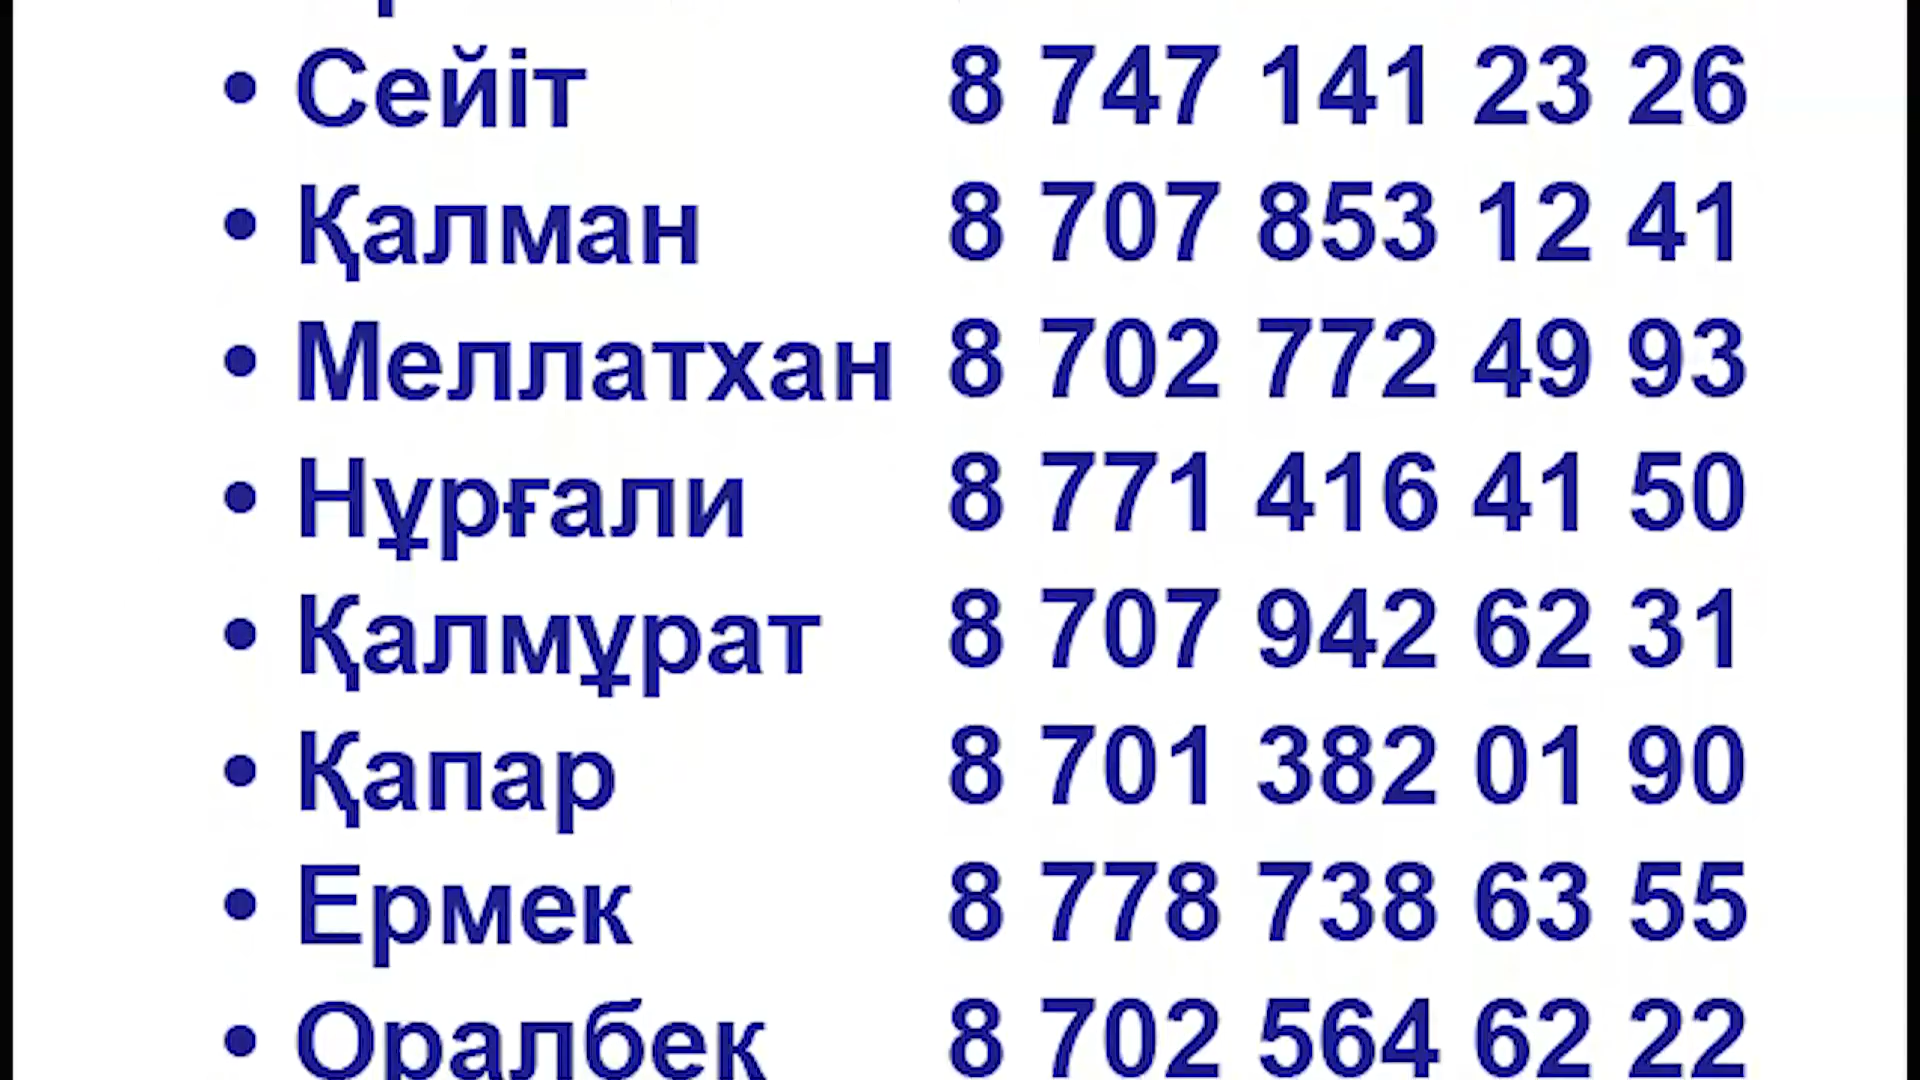 • Сейіт 8 747 141 23 26
• Қалман 8 707 853 12 41
• Меллатхан 8 702 772 49 93
• Нұрғали 8 771 416 41 50
• Қалмұрат 8 707 942 62 31
• Қапар 8 701 382 01 90
• Ермек 8 778 738 63 55
• Оралбек 8 702 564 62 22